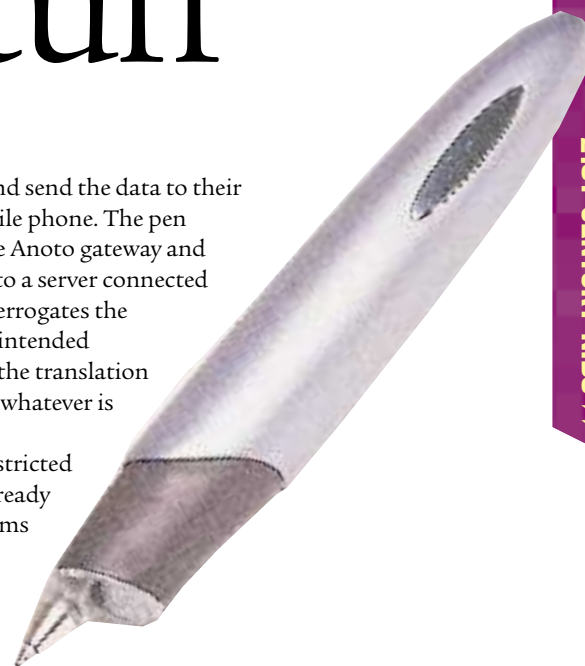 nd send the data to their
ile phone. The pen
e Anoto gateway and
to a server connected
errogates the
intended
the translation
whatever is
stricted
ready
ms